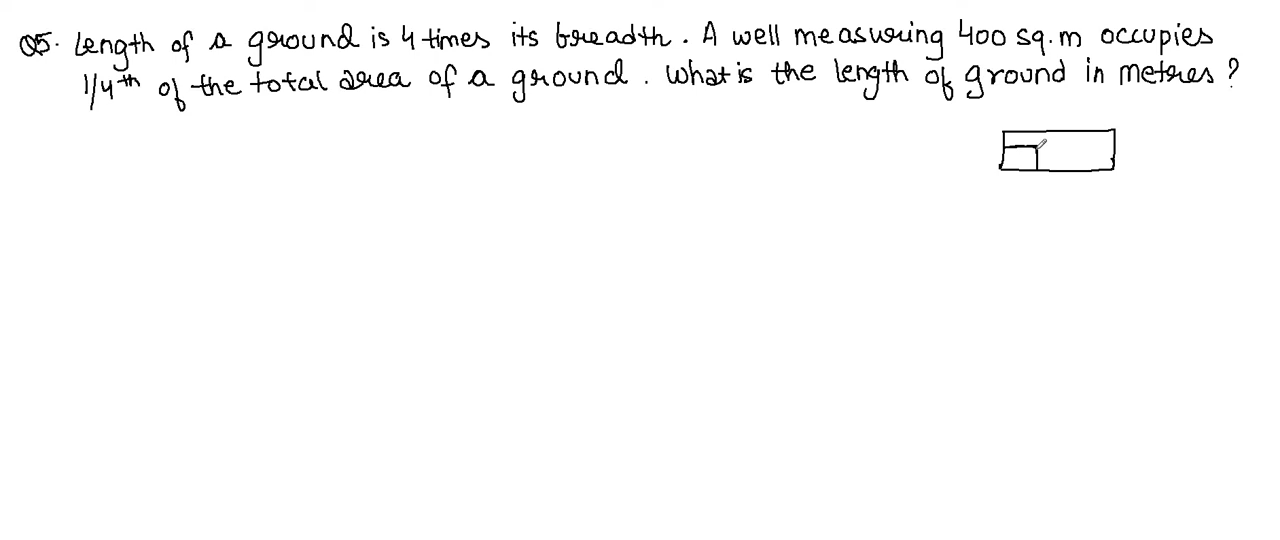 Q5. Length of a ground is 4 times its breadth. A well measuring 400 sq.m occupies
1/4th of the total area of a ground. What is the length of ground in metres?